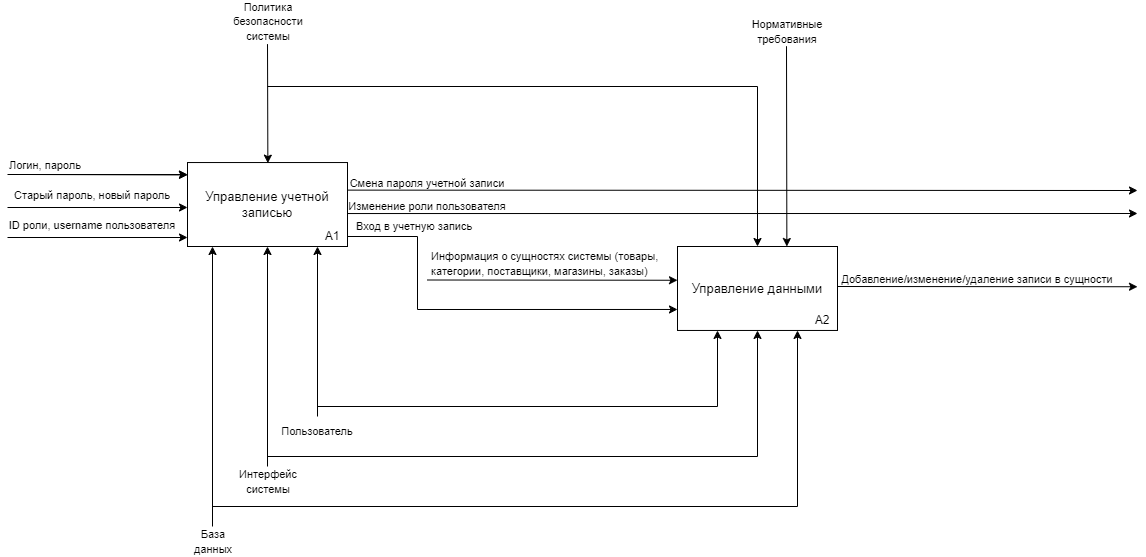 Политика
безопасности
системы
Нормативные
требования
Логин, пароль
Старый пароль, новый пароль
ID роли, username пользователя
Управление учетной
записью
A1
Смена пароля учетной записи
Изменение роли пользователя
Вход в учетную запись
Информация о сущностях системы (товары,
категории, поставщики, магазины, заказы)
Управление данными
A2
Добавление/изменение/удаление записи в сущности
Пользователь
Интерфейс
системы
База
данных